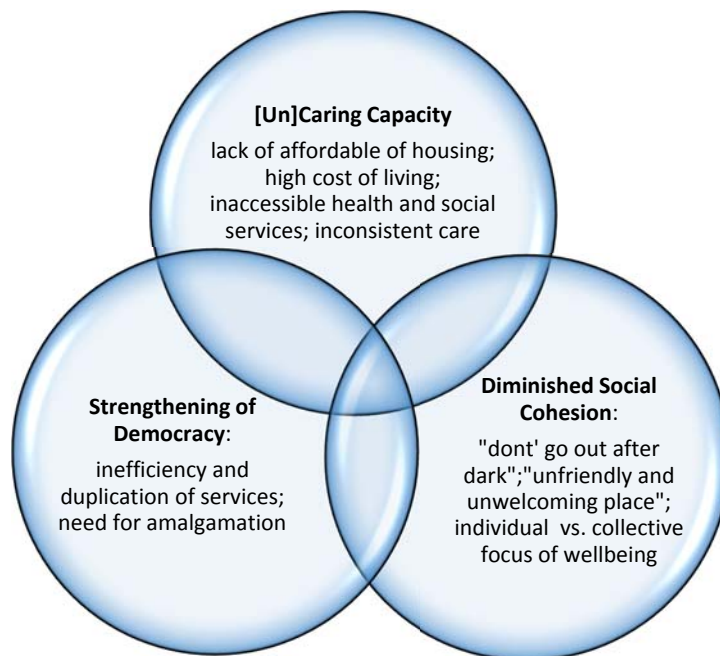 [Un]Caring Capacity
lack of affordable of housing;
high cost of living;
inaccessible health and social
services; inconsistent care
Strengthening of
Democracy:
inefficiency and
duplication of services;
need for amalgamation
Diminished Social
Cohesion:
"dont' go out after
dark";"unfriendly and
unwelcoming place";
individual vs. collective
focus of wellbeing